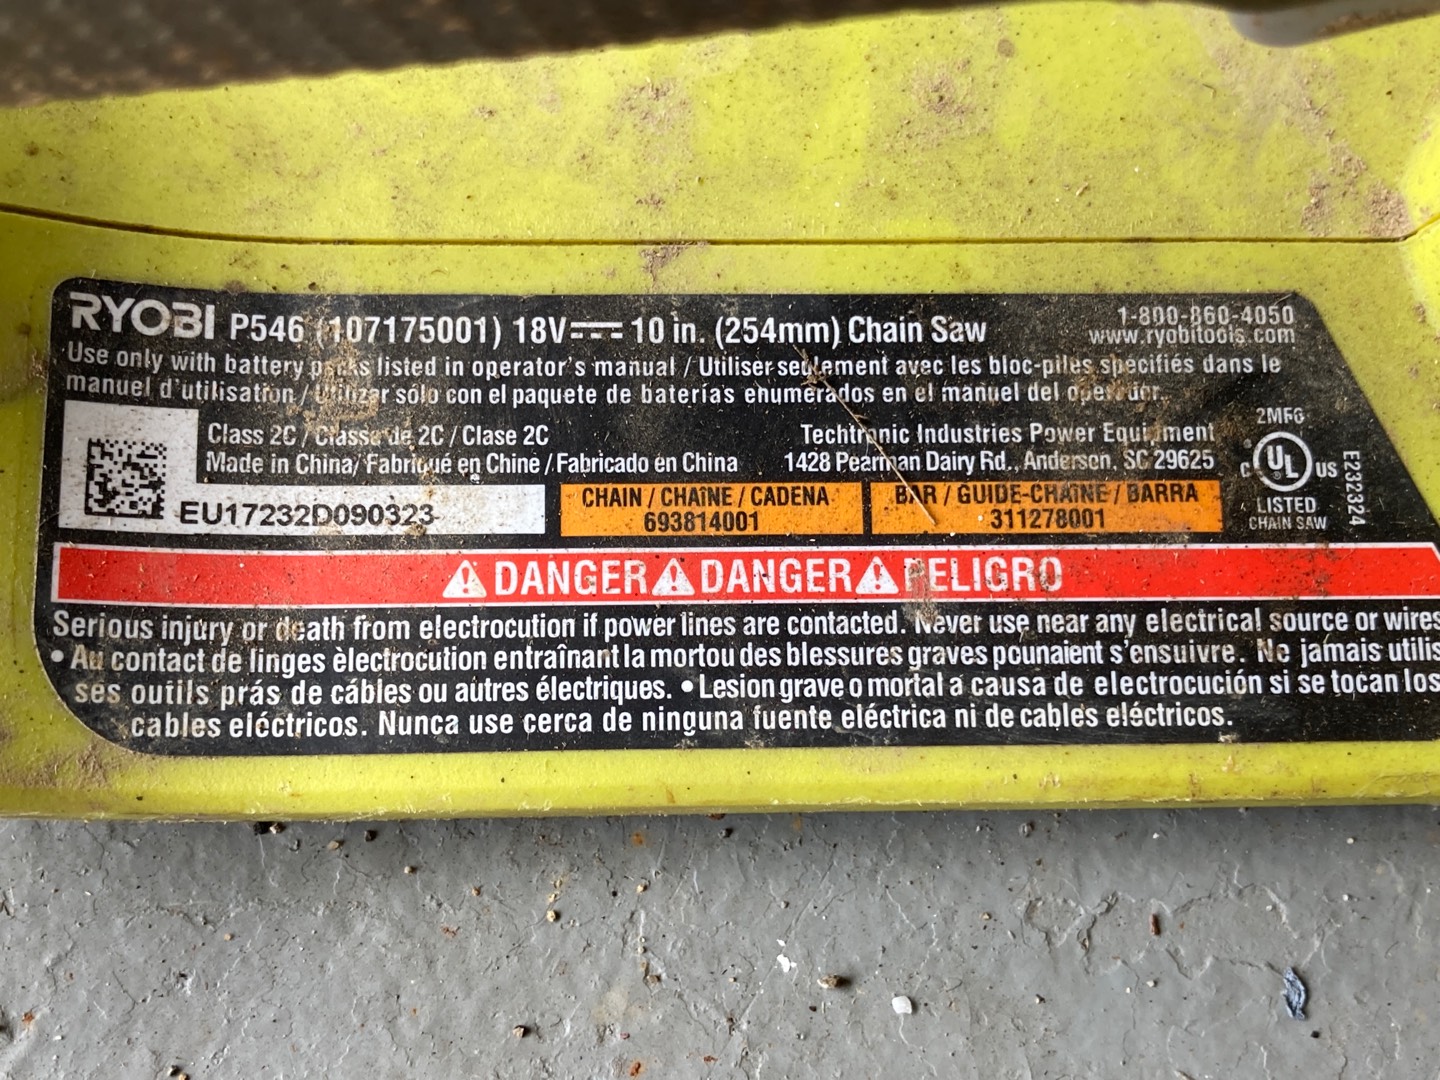 RYOBI P546 (107175001) 18V 10 in. (254mm) Chain Saw
1-800-860-4050
www.ryobitools.com
Use only with battery packs listed in operator's manual / Utiliser seulement avec les bloc-piles spécifiés dans le
manuel d'utilisation / Utilizar sólo con el paquete de baterías enumerados en el manual del operador.
Class 2C / Classe de 2C / Clase 2C
Made in China/ Fabriqué en Chine / Fabricado en China
Techtronic Industries Power Equipment
1428 Pearman Dairy Rd., Anderson, SC 29625
EU17232D090323
CHAIN / CHAÎNE / CADENA
693814001
BAR / GUIDE-CHAÎNE / BARRA
311278001
2MFG
c UL US
LISTED
CHAIN SAW
E232324
DANGER DANGER PELIGRO
Serious injury or death from electrocution if power lines are contacted. Never use near any electrical source or wires
• Au contact de linges èlectrocution entraînant la mortou des blessures graves pounaient s'ensuivre. Ne jamais utilis
ses outils prás de cábles ou autres électriques. • Lesion grave o mortal a causa de electrocución si se tocan los
cables eléctricos. Nunca use cerca de ninguna fuente eléctrica ni de cables eléctricos.